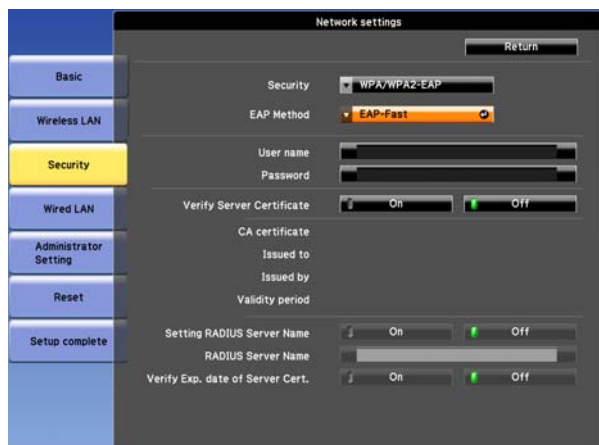 Network settings
Return
Basic
Wireless LAN
Security
Wired LAN
Administrator
Setting
Reset
Setup complete
Security WPA/WPA2-EAP
EAP Method EAP-Fast
User name
Password
Verify Server Certificate On Off
CA certificate
Issued to
Issued by
Validity period
Setting RADIUS Server Name On Off
RADIUS Server Name
Verify Exp. date of Server Cert. On Off